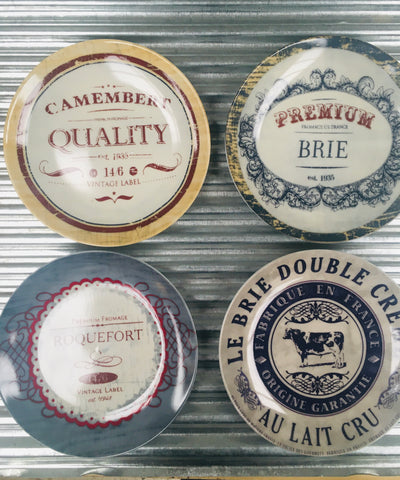 CAMEMBERT
QUALITY
est. 1935
146
VINTAGE LABEL
PREMIUM
FROMAGE DE FRANCE
BRIE
est. 1935
PREMIUM FROMAGE
ROQUEFORT
VINTAGE LABEL
LE BRIE DOUBLE CRE
FABRIQUE EN FRANCE
ORIGINE GARANTIE
AU LAIT CRU